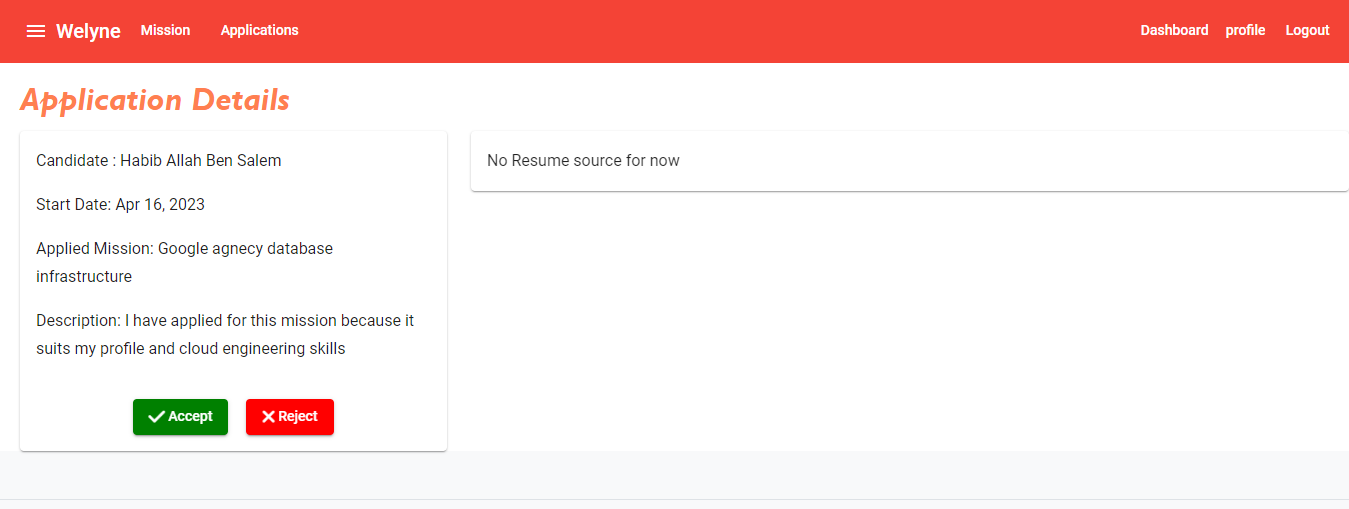 Welyne Mission Applications Dashboard profile Logout
Application Details
Candidate : Habib Allah Ben Salem
Start Date: Apr 16, 2023
Applied Mission: Google agnecy database
infrastructure
Description: I have applied for this mission because it
suits my profile and cloud engineering skills
Accept Reject
No Resume source for now